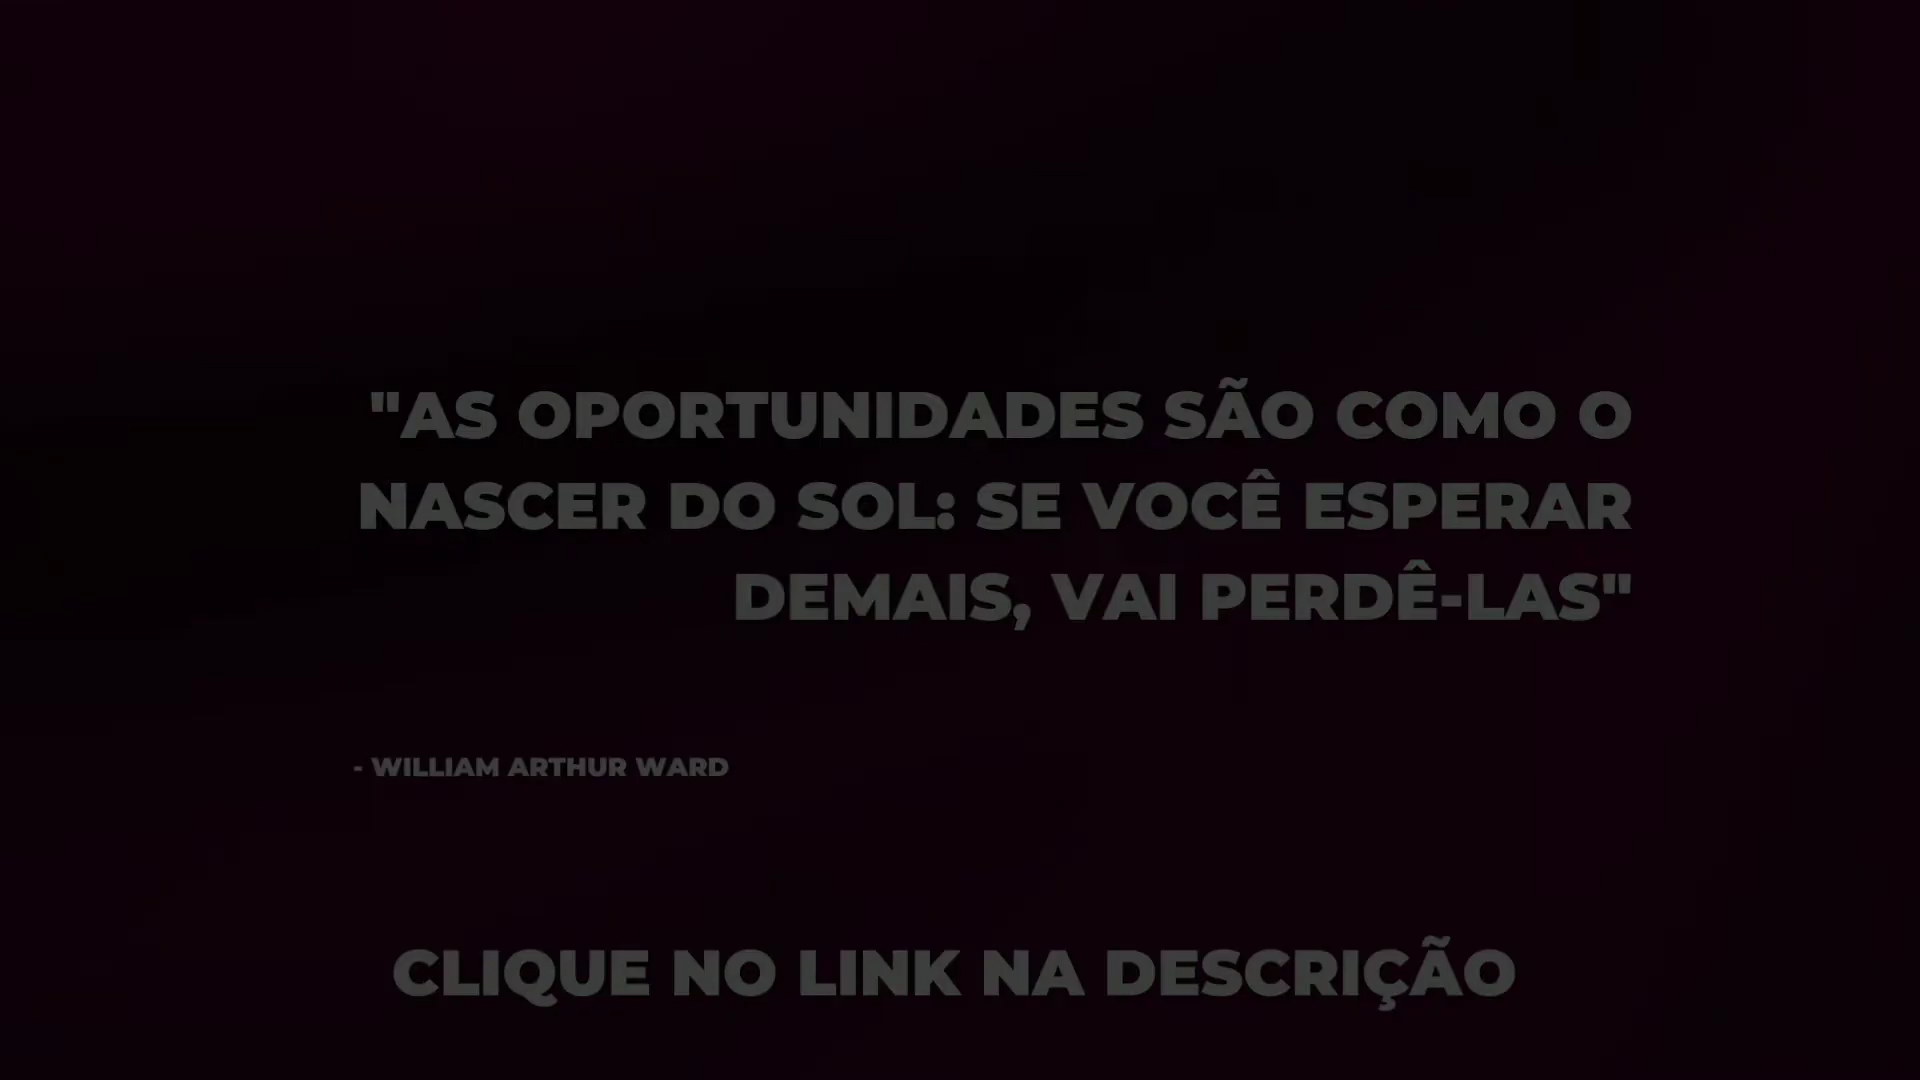 "AS OPORTUNIDADES SÃO COMO O
NASCER DO SOL: SE VOCÊ ESPERAR
DEMAIS, VAI PERDÊ-LAS"
- WILLIAM ARTHUR WARD
CLIQUE NO LINK NA DESCRIÇÃO